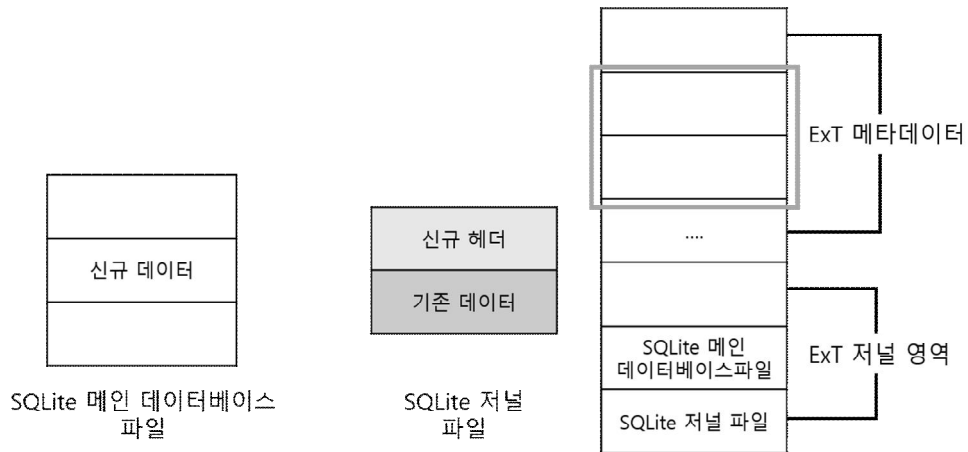 신규 데이터
SQLite 메인 데이터베이스
파일
신규 헤더
기존 데이터
SQLite 저널
파일
....
SQLite 메인
데이터베이스파일
SQLite 저널 파일
ExT 메타데이터
ExT 저널 영역